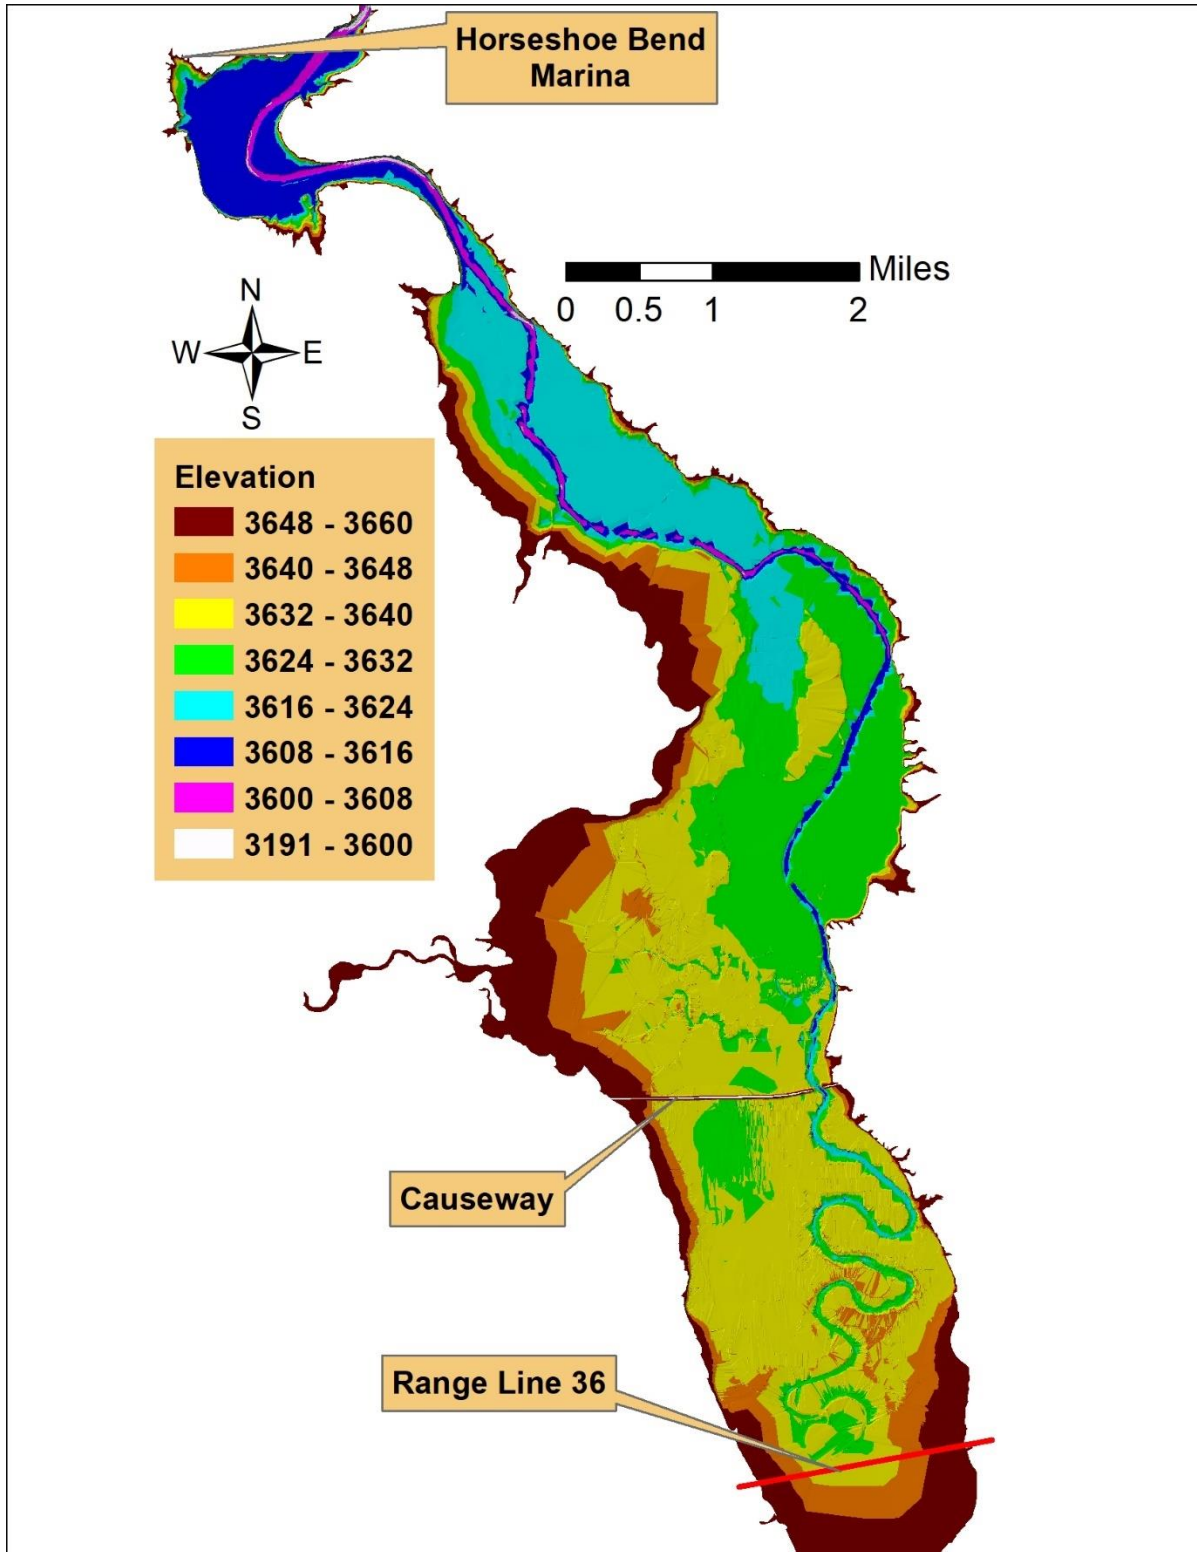 Horseshoe Bend
Marina
Miles
0 0.5 1 2
N
W E
S
Elevation
3648 - 3660
3640 - 3648
3632 - 3640
3624 - 3632
3616 - 3624
3608 - 3616
3600 - 3608
3191 - 3600
Causeway
Range Line 36